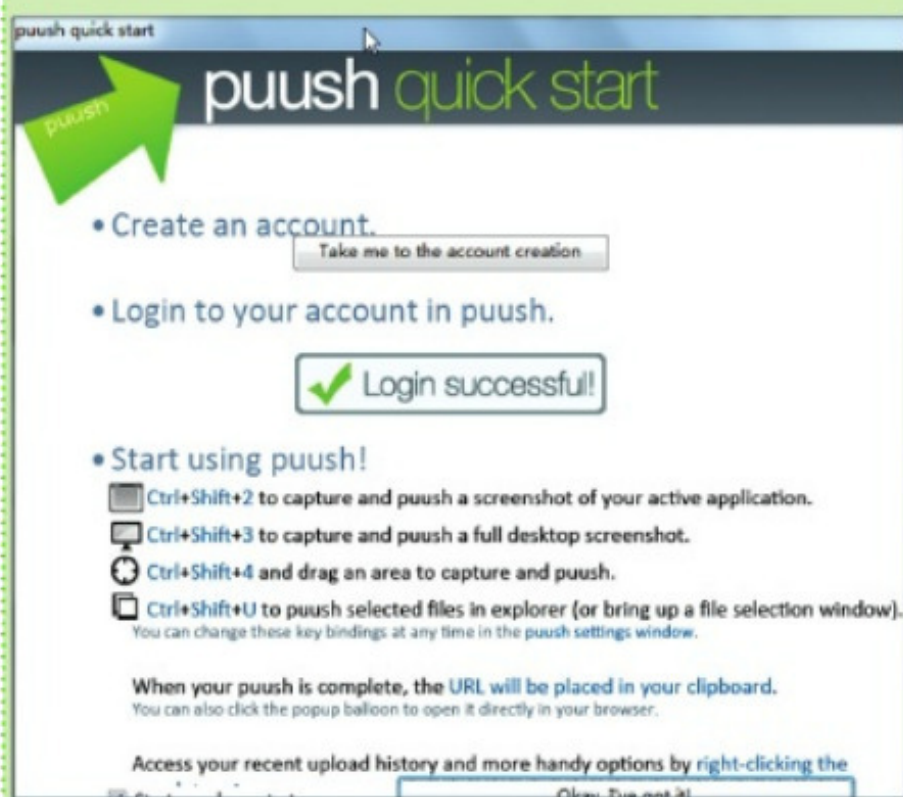 puush quick start
puush
puush quick start
• Create an account.
Take me to the account creation
• Login to your account in puush.
Login successful!
• Start using puush!
Ctrl+Shift+2 to capture and puush a screenshot of your active application.
Ctrl+Shift+3 to capture and puush a full desktop screenshot.
Ctrl+Shift+4 and drag an area to capture and puush.
Ctrl+Shift+U to puush selected files in explorer (or bring up a file selection window).
You can change these key bindings at any time in the puush settings window.
When your puush is complete, the URL will be placed in your clipboard.
You can also click the popup balloon to open it directly in your browser.
Access your recent upload history and more handy options by right-clicking the
Okay, I've got it!